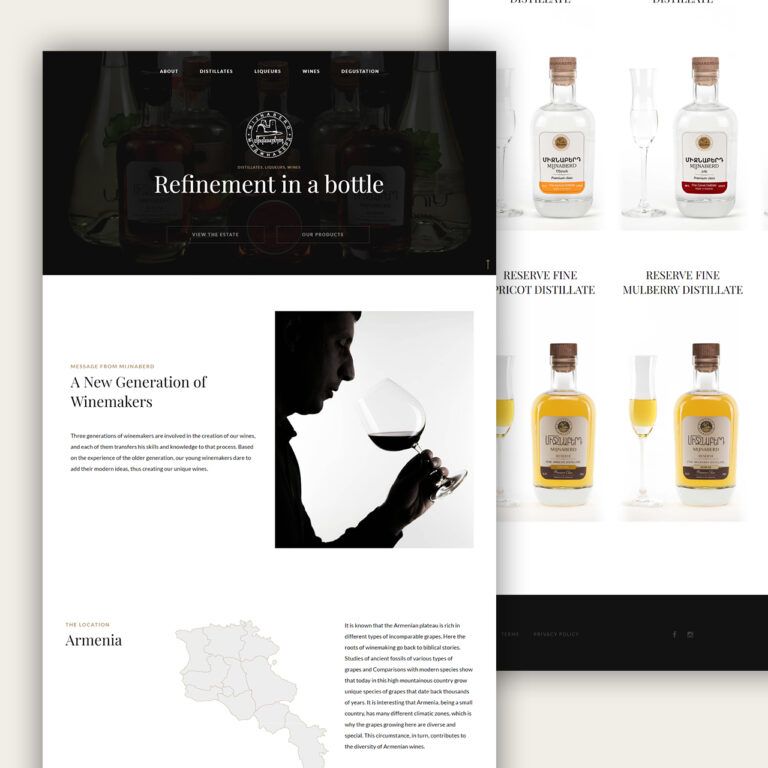 ABOUT
DISTILLATES
LIQUEURS
WINES
DEGUSTATION
MIJNABERD
DISTILLATES, LIQUEURS, WINES
Refinement in a bottle
VIEW THE ESTATE
OUR PRODUCTS
MESSAGE FROM MIJNABERD
A New Generation of
Winemakers
Three generations of winemakers are involved in the creation of our wines,
and each of them transfers his skills and knowledge to that process. Based
on the experience of the older generation, our young winemakers dare to
add their modern ideas, thus creating our unique wines.
THE LOCATION
Armenia
It is known that the Armenian plateau is rich in
different types of incomparable grapes. Here the
roots of winemaking go back to biblical stories.
Studies of ancient fossils of various types of
grapes and Comparisons with modern species show
that today in this high mountainous country grow
unique species of grapes that date back thousands
of years. It is interesting that Armenia, being a small
country, has many different climatic zones, which is
why the grapes growing here are diverse and
special. This circumstance, in turn, contributes to
the diversity of Armenian wines.
DISTILLATE
DISTILLATE
ՄԻՋՆԱԲԵՐԴ
MIJNABERD
ՄԻՋՆԱԲԵՐԴ
MIJNABERD
RESERVE FINE
PRICOT DISTILLATE
RESERVE FINE
MULBERRY DISTILLATE
ՄԻՋՆԱԲԵՐԴ
MIJNABERD
RESERVE
ՄԻՋՆԱԲԵՐԴ
MIJNABERD
RESERVE
TERMS
PRIVACY POLICY